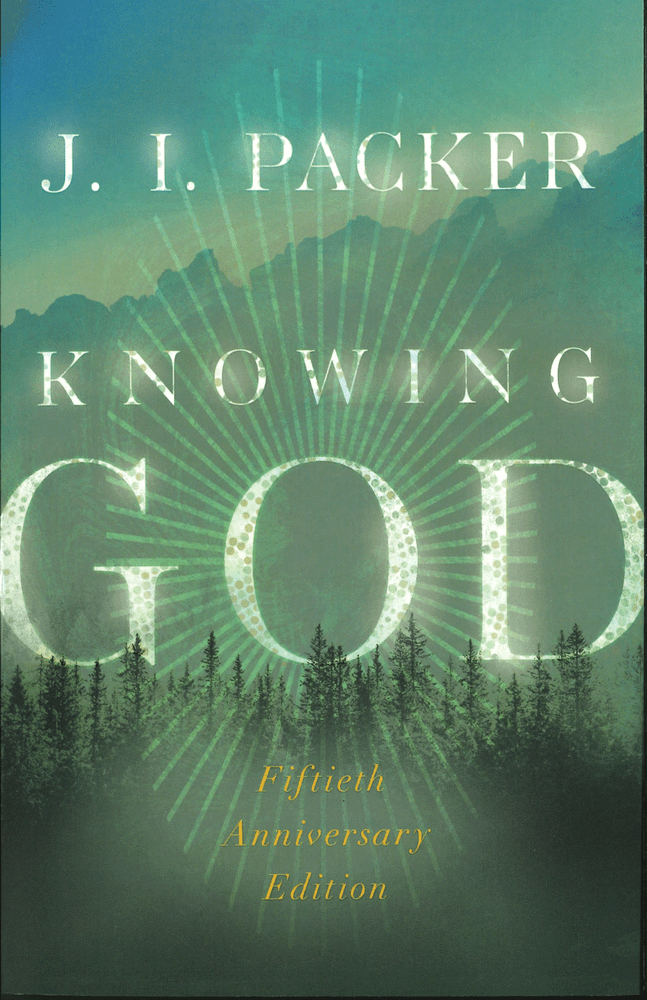 J. I. PACKER
KNOWING
GOD
Fiftieth
Anniversary
Edition